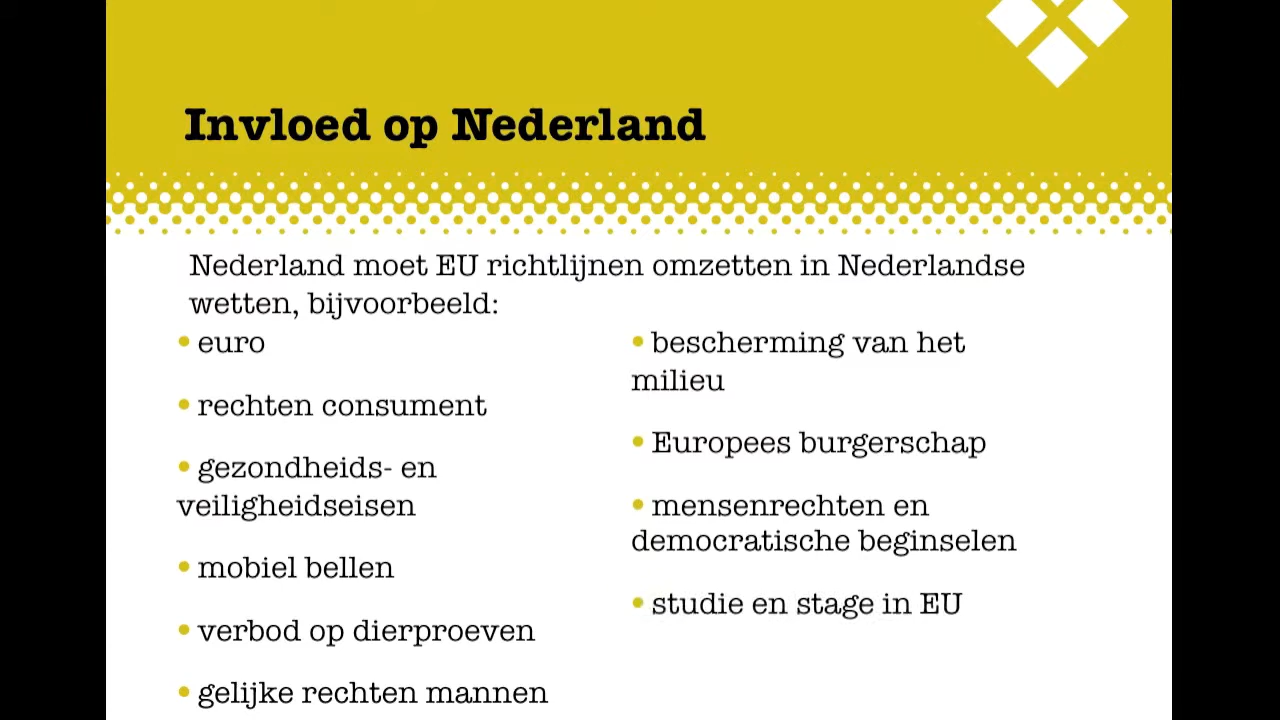 Invloed op Nederland
Nederland moet EU richtlijnen omzetten in Nederlandse
wetten, bijvoorbeeld:
• euro
• rechten consument
• gezondheids- en
veiligheidseisen
• mobiel bellen
• verbod op dierproeven
• gelijke rechten mannen
• bescherming van het
milieu
• Europees burgerschap
• mensenrechten en
democratische beginselen
• studie en stage in EU